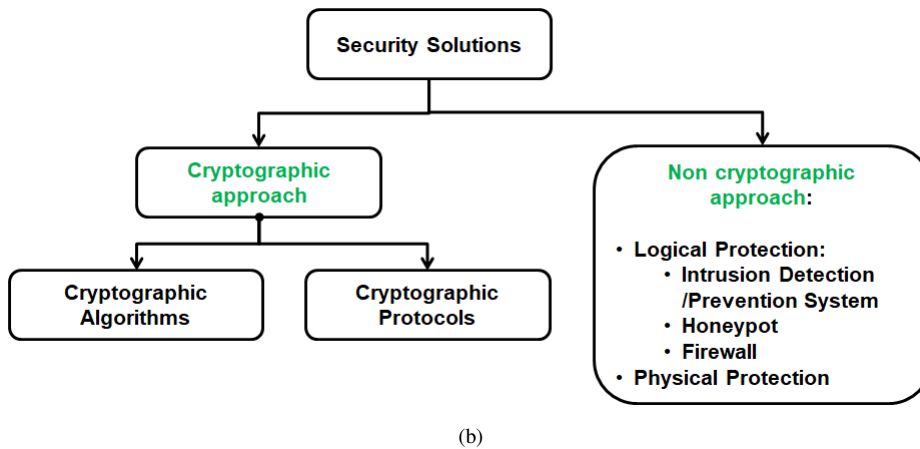 Security Solutions
Cryptographic
approach
Non cryptographic
approach:
• Logical Protection:
• Intrusion Detection
/Prevention System
• Honeypot
• Firewall
• Physical Protection
Cryptographic
Algorithms
Cryptographic
Protocols
(b)